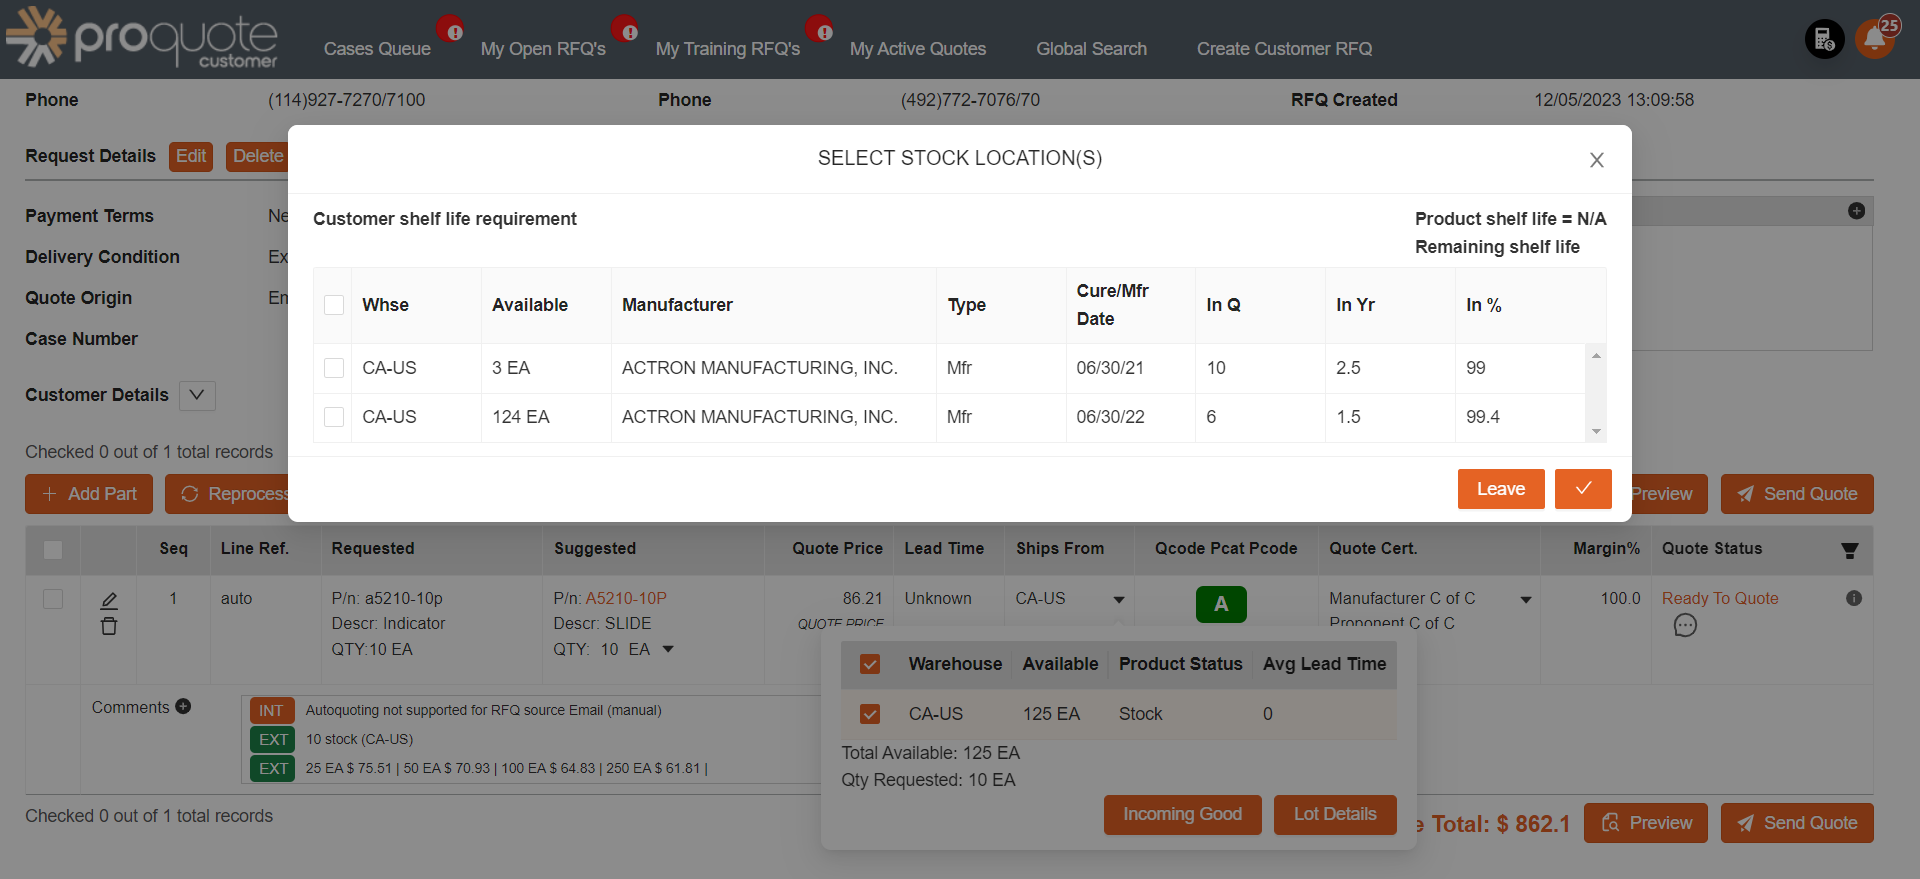 proquote
customer
Cases Queue
My Open RFQ's
My Training RFQ's
My Active Quotes
Global Search
Create Customer RFQ
25
Phone (114)927-7270/7100
Phone (492)772-7076/70
RFQ Created 12/05/2023 13:09:58
Request Details Edit Delete
Payment Terms Ne
Delivery Condition Ex
Quote Origin Em
Case Number
Customer Details
SELECT STOCK LOCATION(S)
X
Customer shelf life requirement
Product shelf life = N/A
Remaining shelf life
Whse Available Manufacturer Type Cure/Mfr Date In Q In Yr In %
CA-US 3 EA ACTRON MANUFACTURING, INC. Mfr 06/30/21 10 2.5 99
CA-US 124 EA ACTRON MANUFACTURING, INC. Mfr 06/30/22 6 1.5 99.4
Leave
Checked 0 out of 1 total records
Add Part Reprocess Preview Send Quote
Seq Line Ref. Requested Suggested Quote Price Lead Time Ships From Qcode Pcat Pcode Quote Cert. Margin% Quote Status
1 auto P/n: a5210-10p P/n: A5210-10P 86.21 Unknown CA-US A Manufacturer C of C 100.0 Ready To Quote
Descr: Indicator Descr: SLIDE QUOTE PRICE Proponent C of C
QTY:10 EA QTY: 10 EA
Warehouse Available Product Status Avg Lead Time
CA-US 125 EA Stock 0
Total Available: 125 EA
Qty Requested: 10 EA
Incoming Good Lot Details
Comments
INT Autoquoting not supported for RFQ source Email (manual)
EXT 10 stock (CA-US)
EXT 25 EA $ 75.51 | 50 EA $ 70.93 | 100 EA $ 64.83 | 250 EA $ 61.81 |
Checked 0 out of 1 total records
e Total: $ 862.1 Preview Send Quote